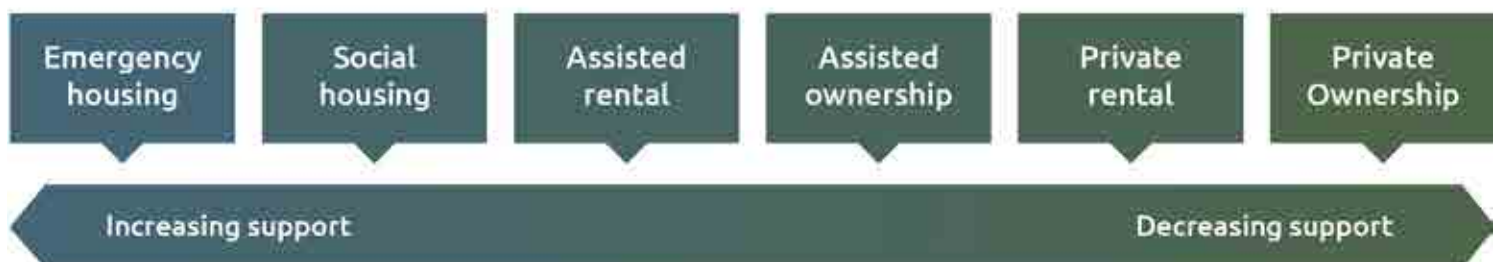 Emergency
housing
Social
housing
Assisted
rental
Assisted
ownership
Private
rental
Private
Ownership
Increasing support
Decreasing support